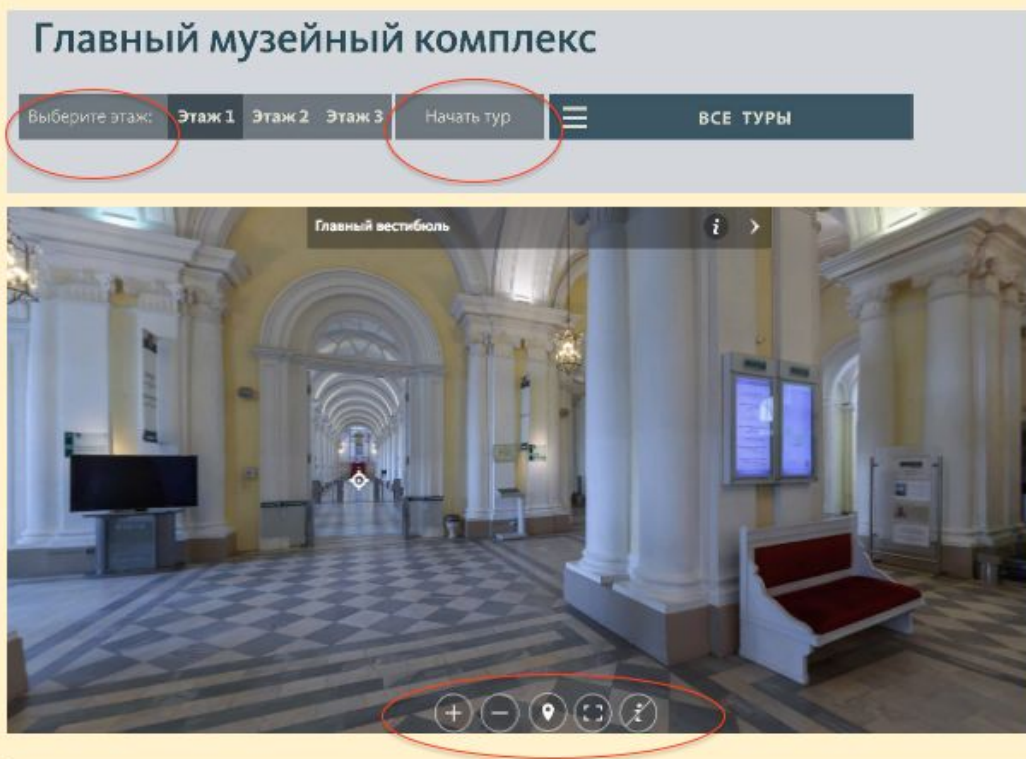 Главный музейный комплекс
Выберите этаж: Этаж 1 Этаж 2 Этаж 3 Начать тур ВСЕ ТУРЫ
Главный вестибюль i